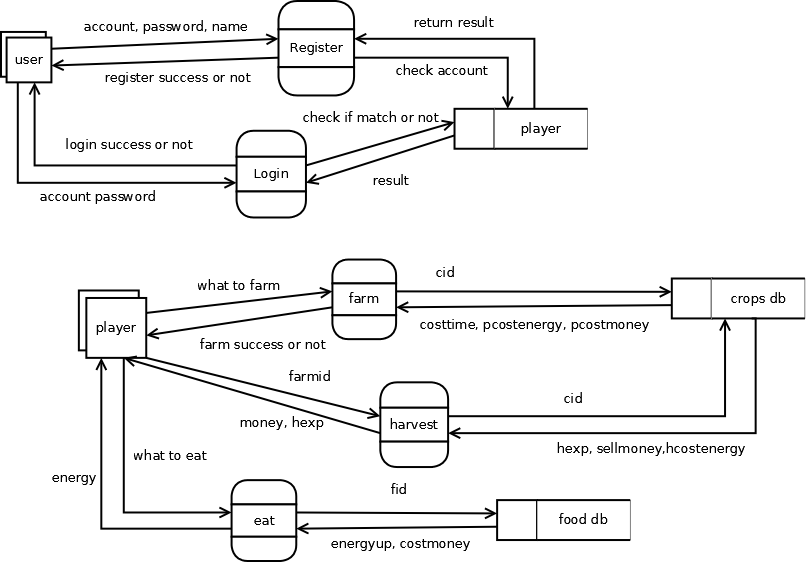 return result
account, password, name
Register
user
check account
register success or not
check if match or not
player
login success or not
Login
result
account password
cid
what to farm
farm
crops db
player
costtime, pcostenergy, pcostmoney
farm success or not
farmid
cid
money, hexp
harvest
hexp, sellmoney,hcostenergy
what to eat
energy
fid
eat
food db
energyup, costmoney